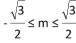 -√3/2 ≤ m ≤ √3/2